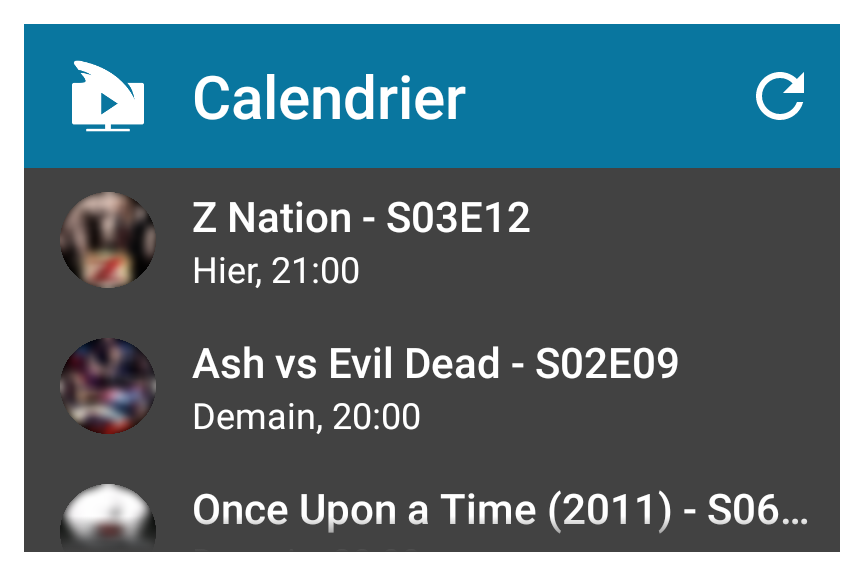 Calendrier
Z Nation - S03E12
Hier, 21:00
Ash vs Evil Dead - S02E09
Demain, 20:00
Once Upon a Time (2011) - S06...